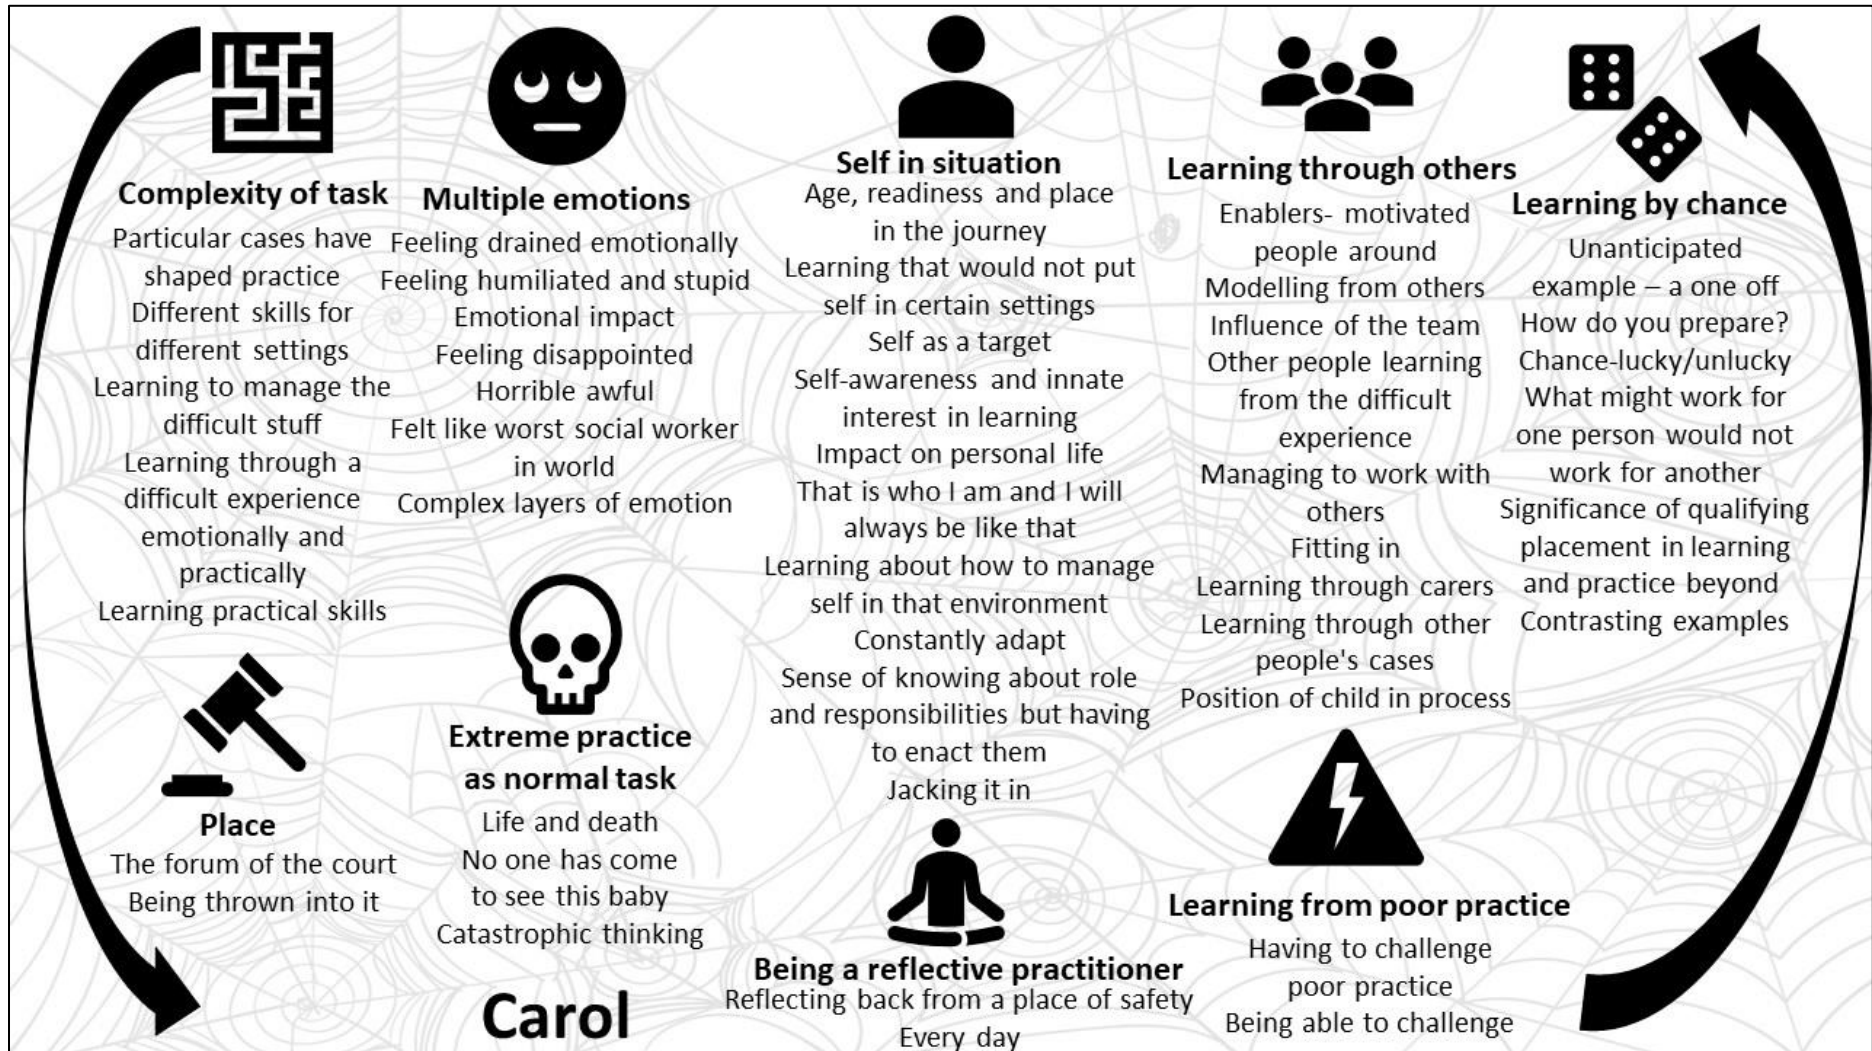 Complexity of task
Particular cases have
shaped practice
Different skills for
different settings
Learning to manage the
difficult stuff
Learning through a
difficult experience
emotionally and
practically
Learning practical skills
Place
The forum of the court
Being thrown into it
Multiple emotions
Feeling drained emotionally
Feeling humiliated and stupid
Emotional impact
Feeling disappointed
Horrible awful
Felt like worst social worker
in world
Complex layers of emotion
Extreme practice
as normal task
Life and death
No one has come
to see this baby
Catastrophic thinking
Carol
Self in situation
Age, readiness and place
in the journey
Learning that would not put
self in certain settings
Self as a target
Self-awareness and innate
interest in learning
Impact on personal life
That is who I am and I will
always be like that
Learning about how to manage
self in that environment
Constantly adapt
Sense of knowing about role
and responsibilities but having
to enact them
Jacking it in
Being a reflective practitioner
Reflecting back from a place of safety
Every day
Learning through others
Enablers- motivated
people around
Modelling from others
Influence of the team
Other people learning
from the difficult
experience
Managing to work with
others
Fitting in
Learning through carers
Learning through other
people's cases
Position of child in process
Learning from poor practice
Having to challenge
poor practice
Being able to challenge
Learning by chance
Unanticipated
example – a one off
How do you prepare?
Chance-lucky/unlucky
What might work for
one person would not
work for another
Significance of qualifying
placement in learning
and practice beyond
Contrasting examples